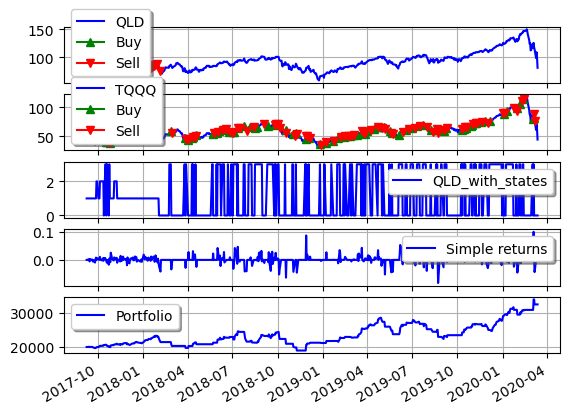 QLD
Buy
Sell
150
100
TQQQ
Buy
Sell
100
50
QLD_with_states
2
0
Simple returns
0.1
0.0
Portfolio
30000
20000
2017-10 2018-01 2018-04 2018-07 2018-10 2019-01 2019-04 2019-07 2019-10 2020-01 2020-04